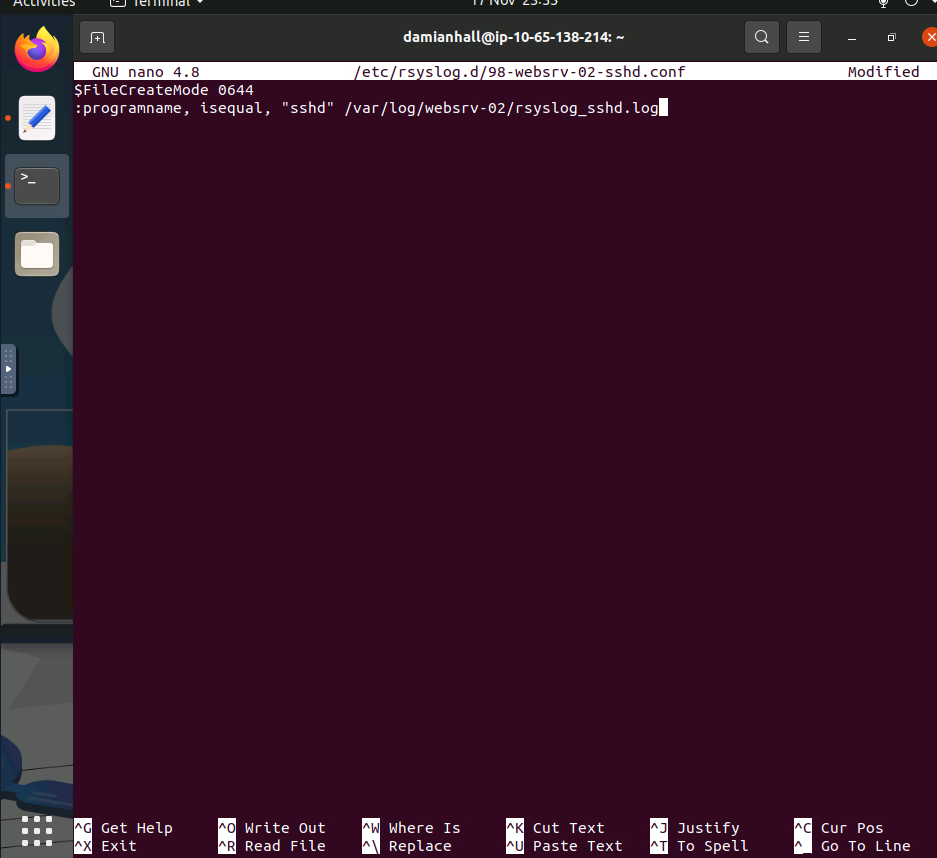 Activities Terminal 17 Nov 23:33
damianhall@ip-10-65-138-214: ~
GNU nano 4.8 /etc/rsyslog.d/98-websrv-02-sshd.conf Modified
$FileCreateMode 0644
:programname, isequal, "sshd" /var/log/websrv-02/rsyslog_sshd.log
^G Get Help ^O Write Out ^W Where Is ^K Cut Text ^J Justify ^C Cur Pos
^X Exit ^R Read File ^\ Replace ^U Paste Text ^T To Spell ^_ Go To Line